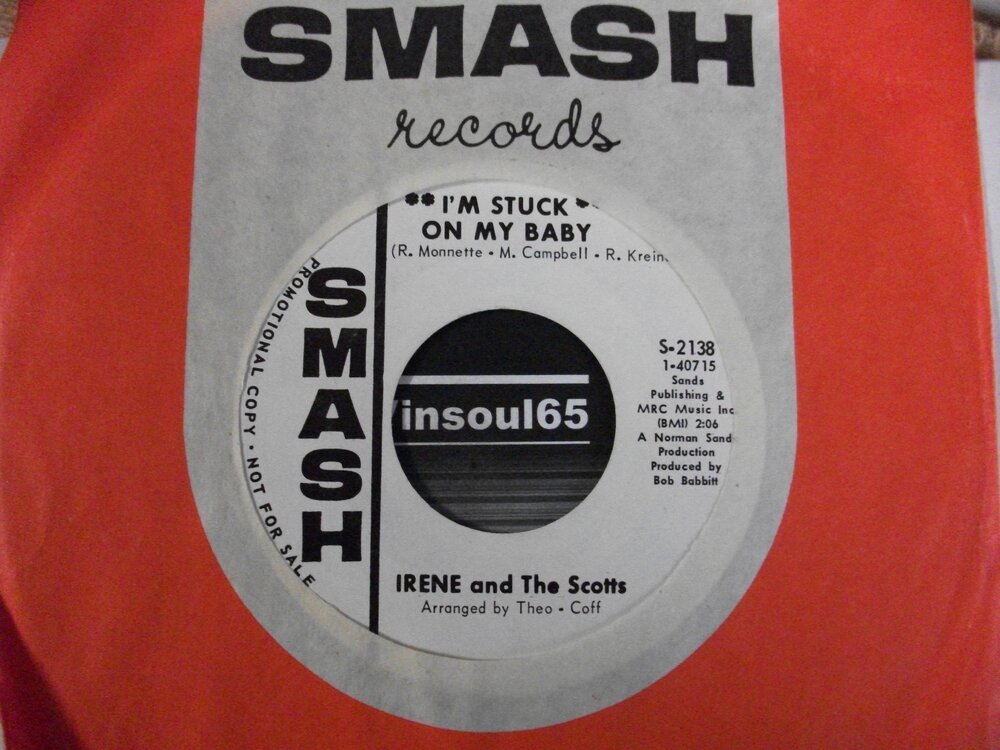 SMASH
records
** I'M STUCK **
ON MY BABY
(R. Monnette • M. Campbell • R. Krein
SMASH
PROMOTIONAL COPY • NOT FOR SALE
S-2138
1-40715
Sands
Publishing &
MRC Music Inc
(BMI) 2:06
A Norman Sand
Production
Produced by
Bob Babbitt
insoul65
IRENE and The Scotts
Arranged by Theo - Coff